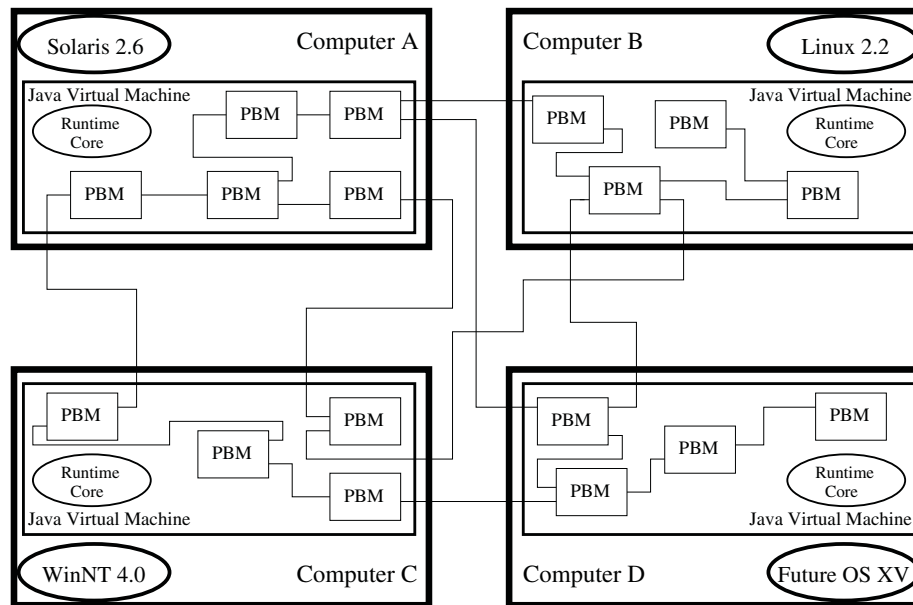 Solaris 2.6
Computer A
Java Virtual Machine
Runtime
Core
PBM
PBM
PBM
PBM
PBM
Computer B
Linux 2.2
Java Virtual Machine
Runtime
Core
PBM
PBM
PBM
PBM
PBM
PBM
PBM
PBM
Runtime
Core
Java Virtual Machine
WinNT 4.0
Computer C
PBM
PBM
PBM
PBM
Runtime
Core
Java Virtual Machine
Computer D
Future OS XV